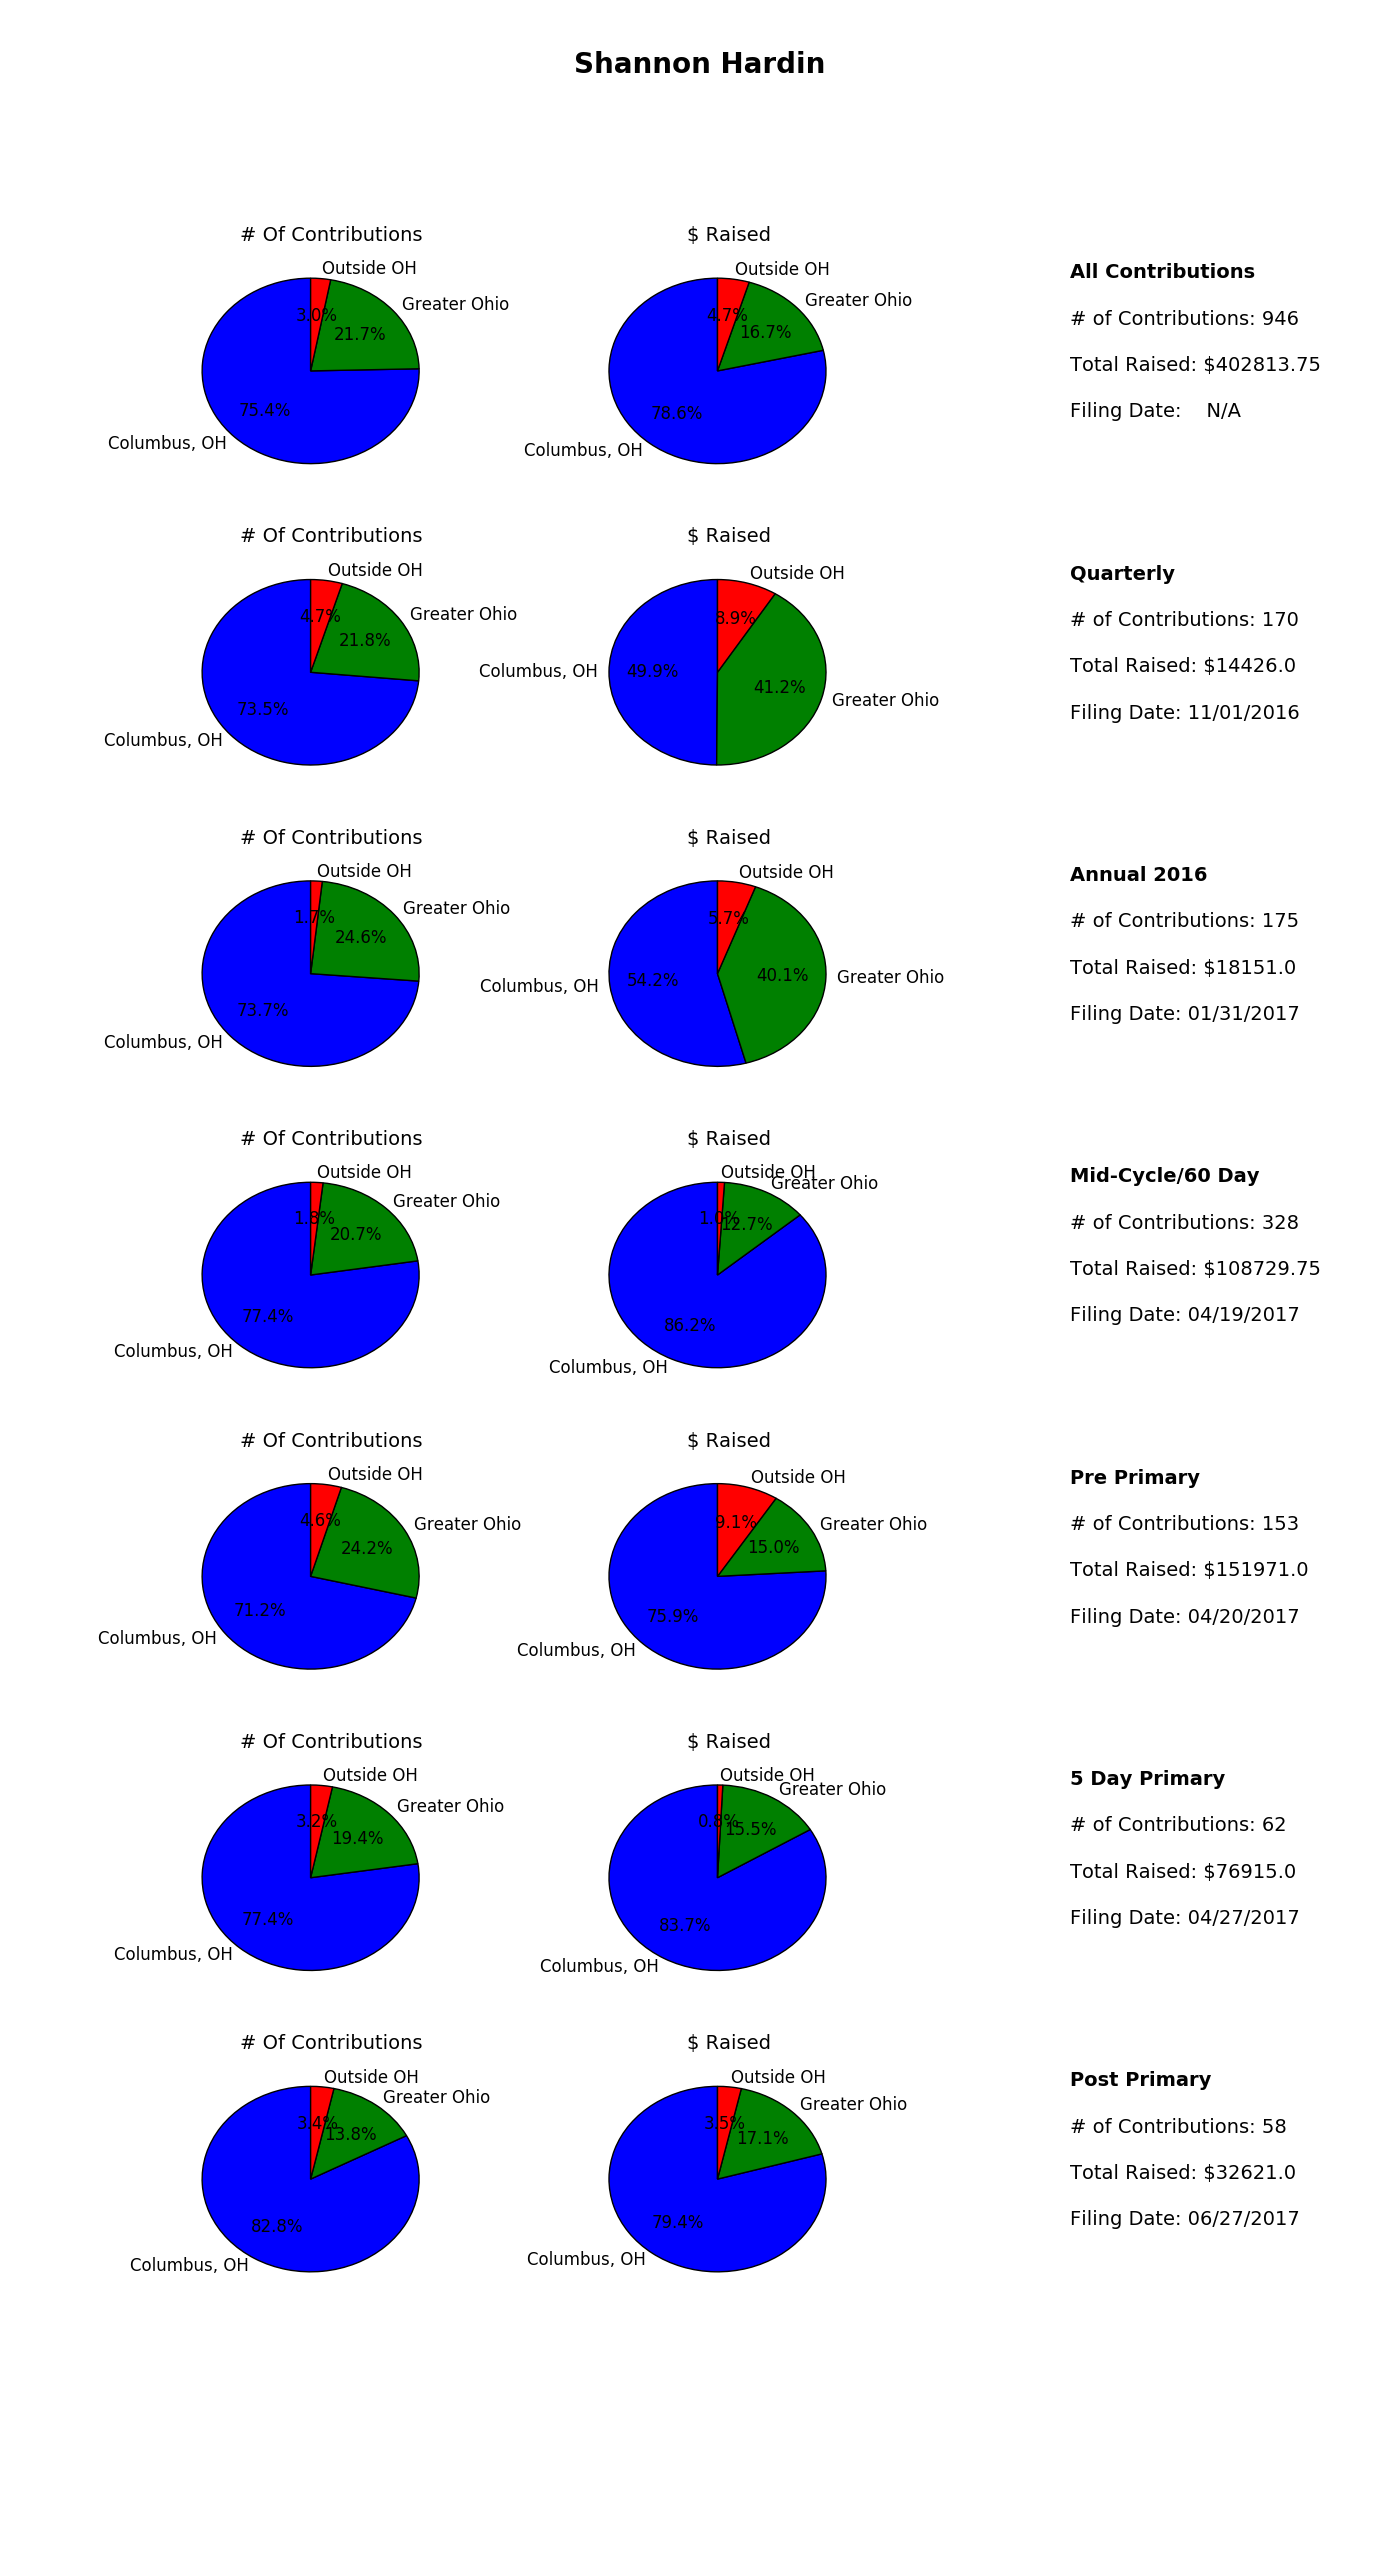 Shannon Hardin
# Of Contributions
Outside OH
Greater Ohio
3.0%
21.7%
75.4%
Columbus, OH
$ Raised
Outside OH
Greater Ohio
4.7%
16.7%
78.6%
Columbus, OH
All Contributions
# of Contributions: 946
Total Raised: $402813.75
Filing Date: N/A
# Of Contributions
Outside OH
Greater Ohio
4.7%
21.8%
73.5%
Columbus, OH
$ Raised
Outside OH
8.9%
Columbus, OH
49.9%
41.2%
Greater Ohio
Quarterly
# of Contributions: 170
Total Raised: $14426.0
Filing Date: 11/01/2016
# Of Contributions
Outside OH
Greater Ohio
1.7%
24.6%
73.7%
Columbus, OH
$ Raised
Outside OH
5.7%
40.1%
Greater Ohio
54.2%
Columbus, OH
Annual 2016
# of Contributions: 175
Total Raised: $18151.0
Filing Date: 01/31/2017
# Of Contributions
Outside OH
Greater Ohio
1.8%
20.7%
77.4%
Columbus, OH
$ Raised
Outside OH
Greater Ohio
1.0%
12.7%
86.2%
Columbus, OH
Mid-Cycle/60 Day
# of Contributions: 328
Total Raised: $108729.75
Filing Date: 04/19/2017
# Of Contributions
Outside OH
Greater Ohio
4.6%
24.2%
71.2%
Columbus, OH
$ Raised
Outside OH
Greater Ohio
9.1%
15.0%
75.9%
Columbus, OH
Pre Primary
# of Contributions: 153
Total Raised: $151971.0
Filing Date: 04/20/2017
# Of Contributions
Outside OH
Greater Ohio
3.2%
19.4%
77.4%
Columbus, OH
$ Raised
Outside OH
Greater Ohio
0.8%
15.5%
83.7%
Columbus, OH
5 Day Primary
# of Contributions: 62
Total Raised: $76915.0
Filing Date: 04/27/2017
# Of Contributions
Outside OH
Greater Ohio
3.4%
13.8%
82.8%
Columbus, OH
$ Raised
Outside OH
Greater Ohio
3.5%
17.1%
79.4%
Columbus, OH
Post Primary
# of Contributions: 58
Total Raised: $32621.0
Filing Date: 06/27/2017